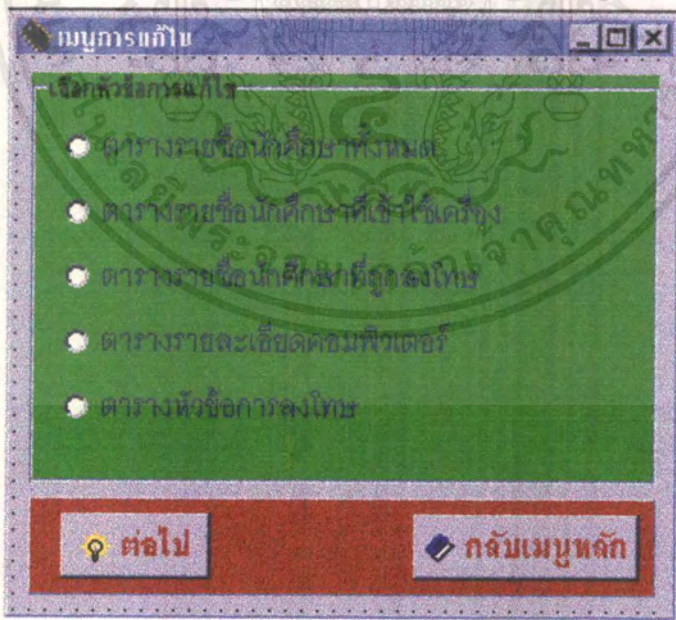 เมนูการแก้ไข
เลือกหัวข้อการแก้ไข
ตารางรายชื่อนักศึกษาทั้งหมด
ตารางรายชื่อนักศึกษาที่เข้าใช้เครื่อง
ตารางรายชื่อนักศึกษาที่ถูกลงโทษ
ตารางรายละเอียดคอมพิวเตอร์
ตารางหัวข้อการลงโทษ
ต่อไป
กลับเมนูหลัก